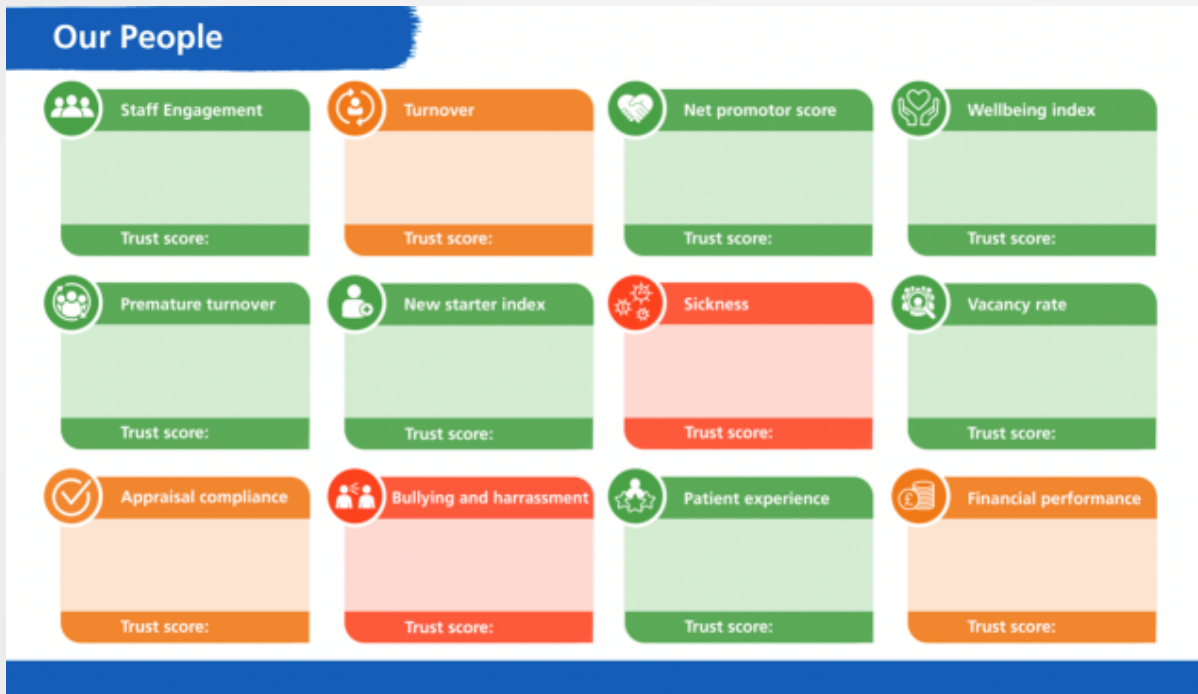 Our People
Staff Engagement
Turnover
Net promotor score
Wellbeing index
Trust score:
Trust score:
Trust score:
Trust score:
Premature turnover
New starter index
Sickness
Vacancy rate
Trust score:
Trust score:
Trust score:
Trust score:
Appraisal compliance
Bullying and harrassment
Patient experience
£
Financial performance
Trust score:
Trust score:
Trust score:
Trust score: